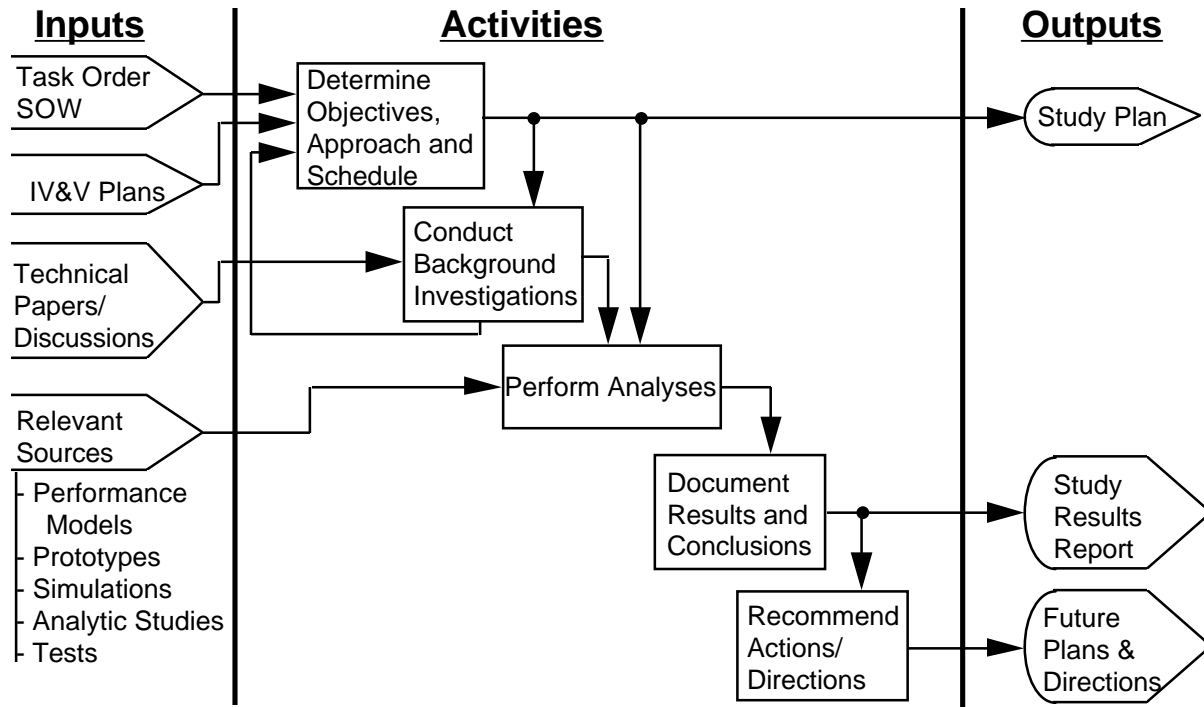 Inputs
Activities
Outputs
Task Order
SOW
IV&V Plans
Technical
Papers/
Discussions
Relevant
Sources
- Performance
Models
- Prototypes
- Simulations
- Analytic Studies
- Tests
Determine
Objectives,
Approach and
Schedule
Conduct
Background
Investigations
Perform Analyses
Document
Results and
Conclusions
Recommend
Actions/
Directions
Study Plan
Study
Results
Report
Future
Plans &
Directions